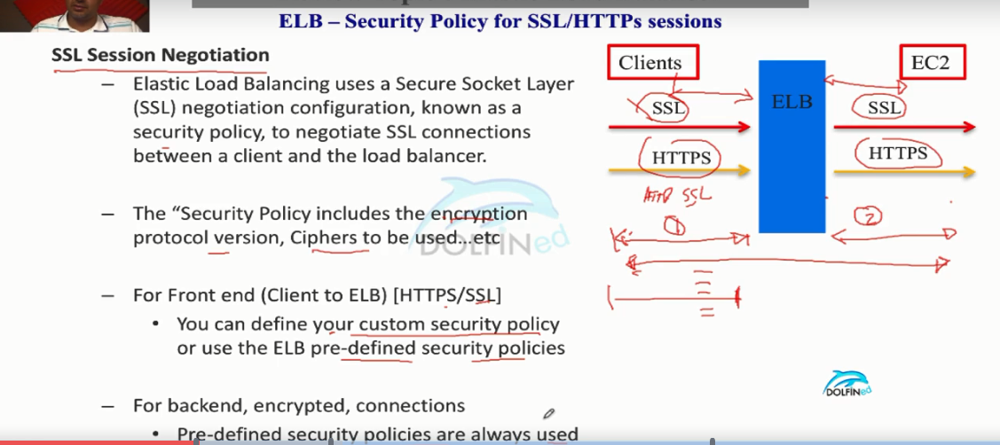 ELB – Security Policy for SSL/HTTPs sessions
SSL Session Negotiation
– Elastic Load Balancing uses a Secure Socket Layer
(SSL) negotiation configuration, known as a
security policy, to negotiate SSL connections
between a client and the load balancer.
– The “Security Policy includes the encryption
protocol version, Ciphers to be used...etc
– For Front end (Client to ELB) [HTTPS/SSL]
• You can define your custom security policy
or use the ELB pre-defined security policies
– For backend, encrypted, connections
• Pre-defined security policies are always used
Clients
EC2
ELB
SSL
SSL
HTTPS
HTTPS
SSL
1
2
DOLFINed
DOLFINed